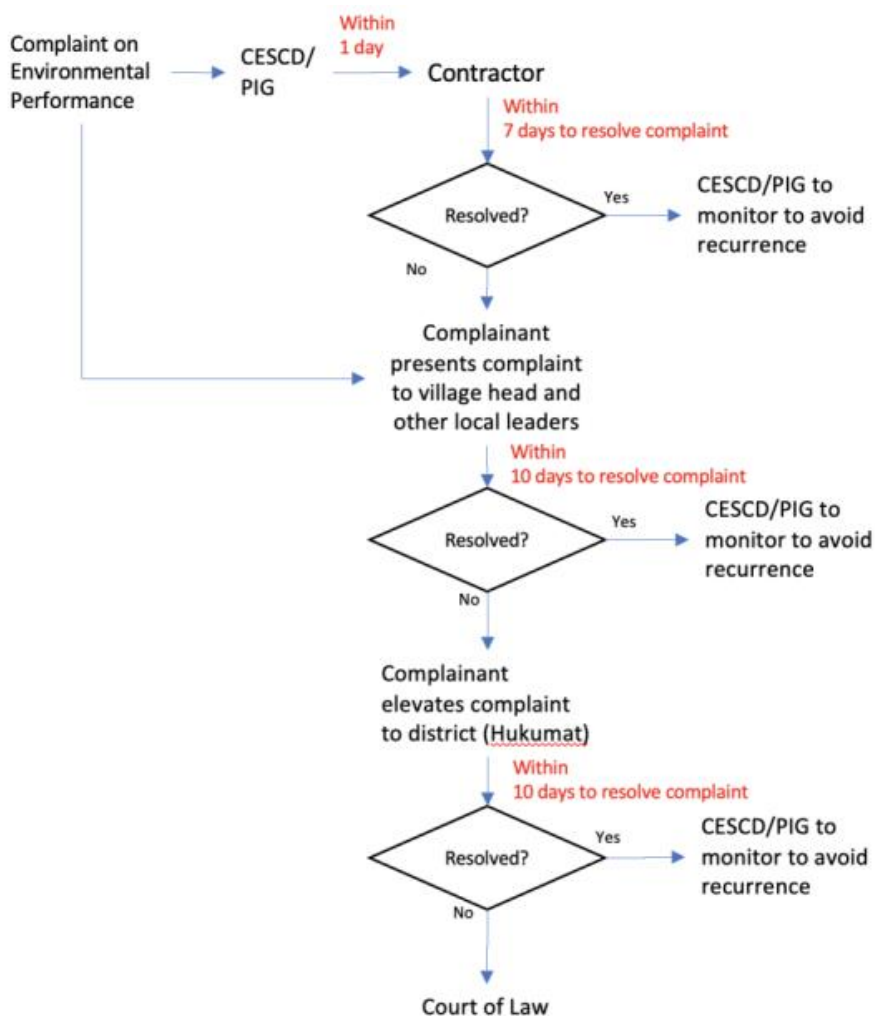 Complaint on
Environmental
Performance
CESCD/
PIG
Within
1 day
Contractor
Within
7 days to resolve complaint
Resolved?
Yes
CESCD/PIG to
monitor to avoid
recurrence
No
Complainant
presents complaint
to village head and
other local leaders
Within
10 days to resolve complaint
Resolved?
Yes
CESCD/PIG to
monitor to avoid
recurrence
No
Complainant
elevates complaint
to district (Hukumat)
Within
10 days to resolve complaint
Resolved?
Yes
CESCD/PIG to
monitor to avoid
recurrence
No
Court of Law